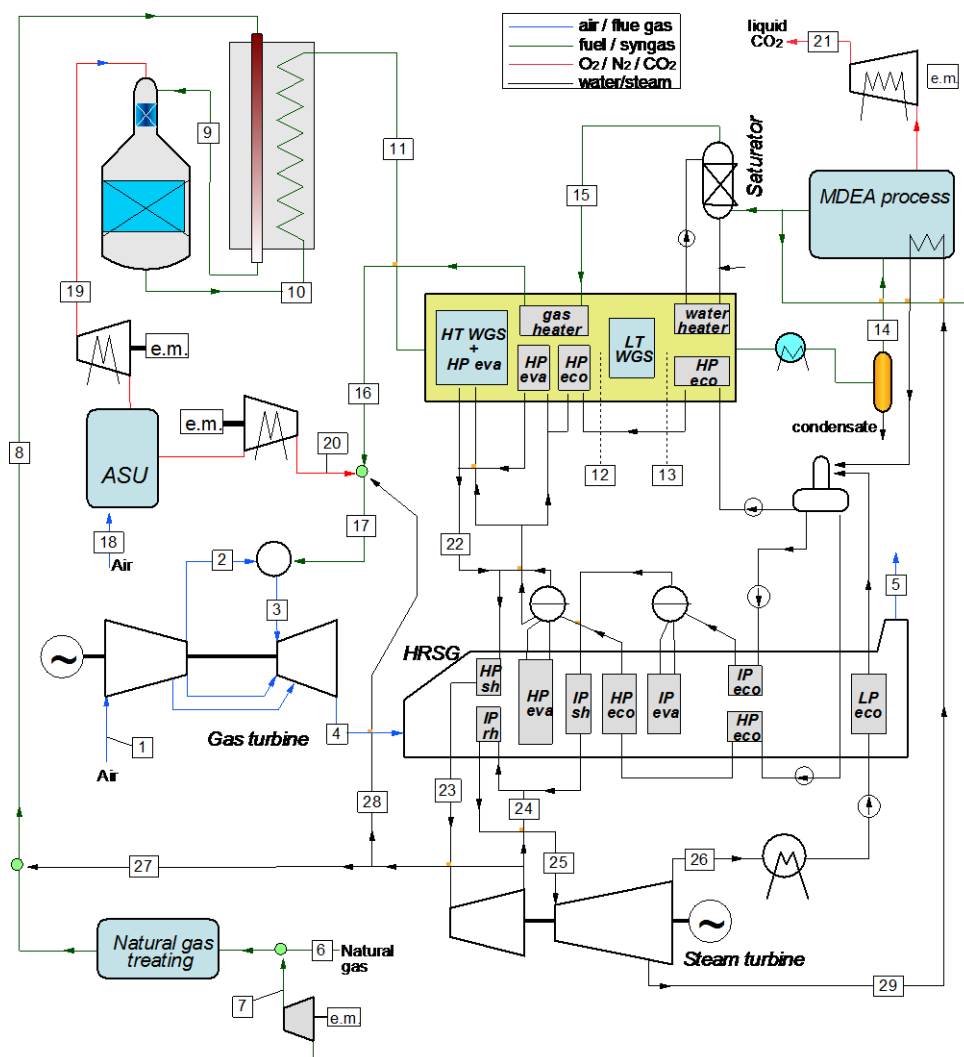 air / flue gas
fuel / syngas
O₂ / N₂ / CO₂
water/steam
liquid
CO₂
21
e.m.
9
11
15
Saturator
MDEA process
10
19
e.m.
gas
heater
water
heater
HT WGS
+
HP eva
LT
WGS
HP
eva
HP
eco
HP
eco
14
condensate
16
8
e.m.
ASU
20
12
13
18
Air
17
22
2
3
5
HRSG
HP
sh
IP
rh
HP
eva
IP
sh
HP
eco
IP
eva
IP
eco
HP
eco
LP
eco
~
1
Air
Gas turbine
4
28
23
24
25
26
27
~
Natural gas
treating
6
Natural
gas
Steam turbine
29
7
e.m.